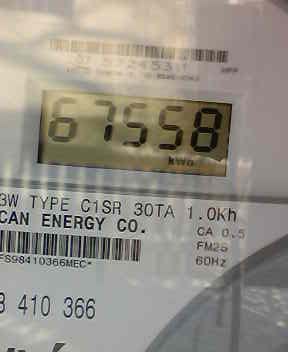 67558
kWh
3W TYPE C1SR 30TA 1.0Kh
CAN ENERGY CO.
CA 0.5
FM2S
60Hz
FS98410366MEC*
8 410 366